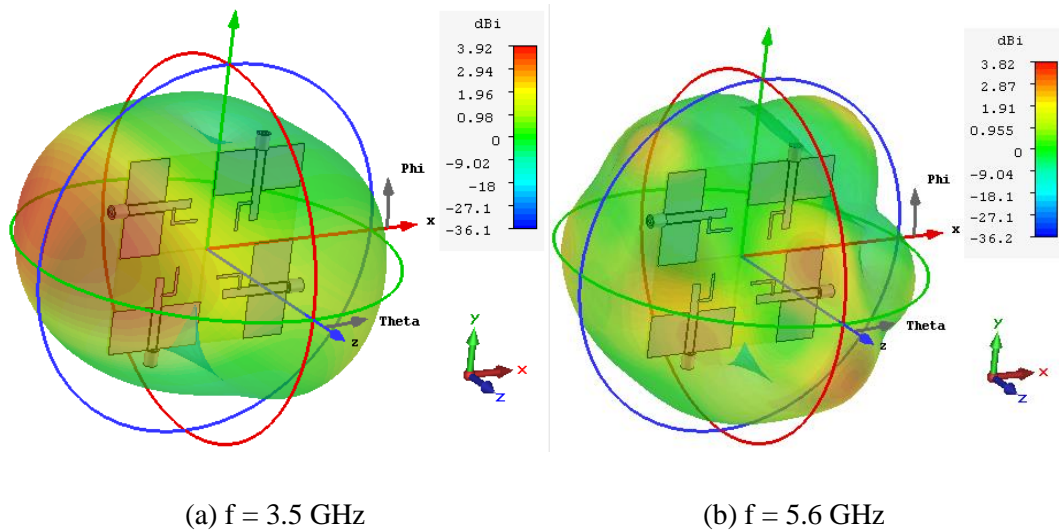 dBi
3.92
2.94
1.96
0.98
0
-9.02
-18
-27.1
-36.2
Phi
x
Theta
z
y
x
z
dBi
3.82
2.87
1.91
0.955
0
-9.04
-18.1
-27.1
-36.2
Phi
x
Theta
z
y
x
z
(a) f = 3.5 GHz
(b) f = 5.6 GHz